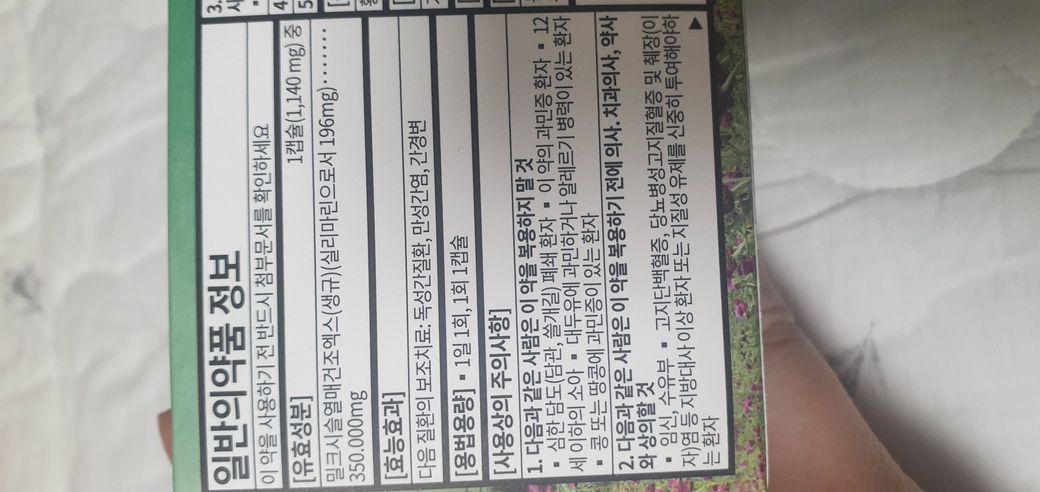 일반의약품 정보
이 약을 사용하기 전 반드시 첨부문서를 확인하세요
[유효성분] 1캡슐(1,140 mg) 중
밀크시슬열매건조엑스(생규)(실리마린으로서 196mg)········
350.000mg
[효능효과]
다음 질환의 보조치료: 독성간질환, 만성간염, 간경변
[용법용량] ▪ 1일 1회, 1회 1캡슐
[사용상의 주의사항]
1. 다음과 같은 사람은 이 약을 복용하지 말 것
▪ 심한 담도(담관, 쓸개길) 폐쇄 환자 ▪ 이 약의 과민증 환자 ▪ 12
세 이하의 소아 ▪ 대두유에 과민하거나 알레르기 병력이 있는 환자
▪ 콩 또는 땅콩에 과민증이 있는 환자
2. 다음과 같은 사람은 이 약을 복용하기 전에 의사, 치과의사, 약사
와 상의할 것
▪ 임신, 수유부 ▪ 고지단백혈증, 당뇨병성고지질혈증 및 췌장(이
자)염 등 지방대사 이상 환자 또는 지질성 유제를 신중히 투여해야하
는 환자 ▶
3.
4
5